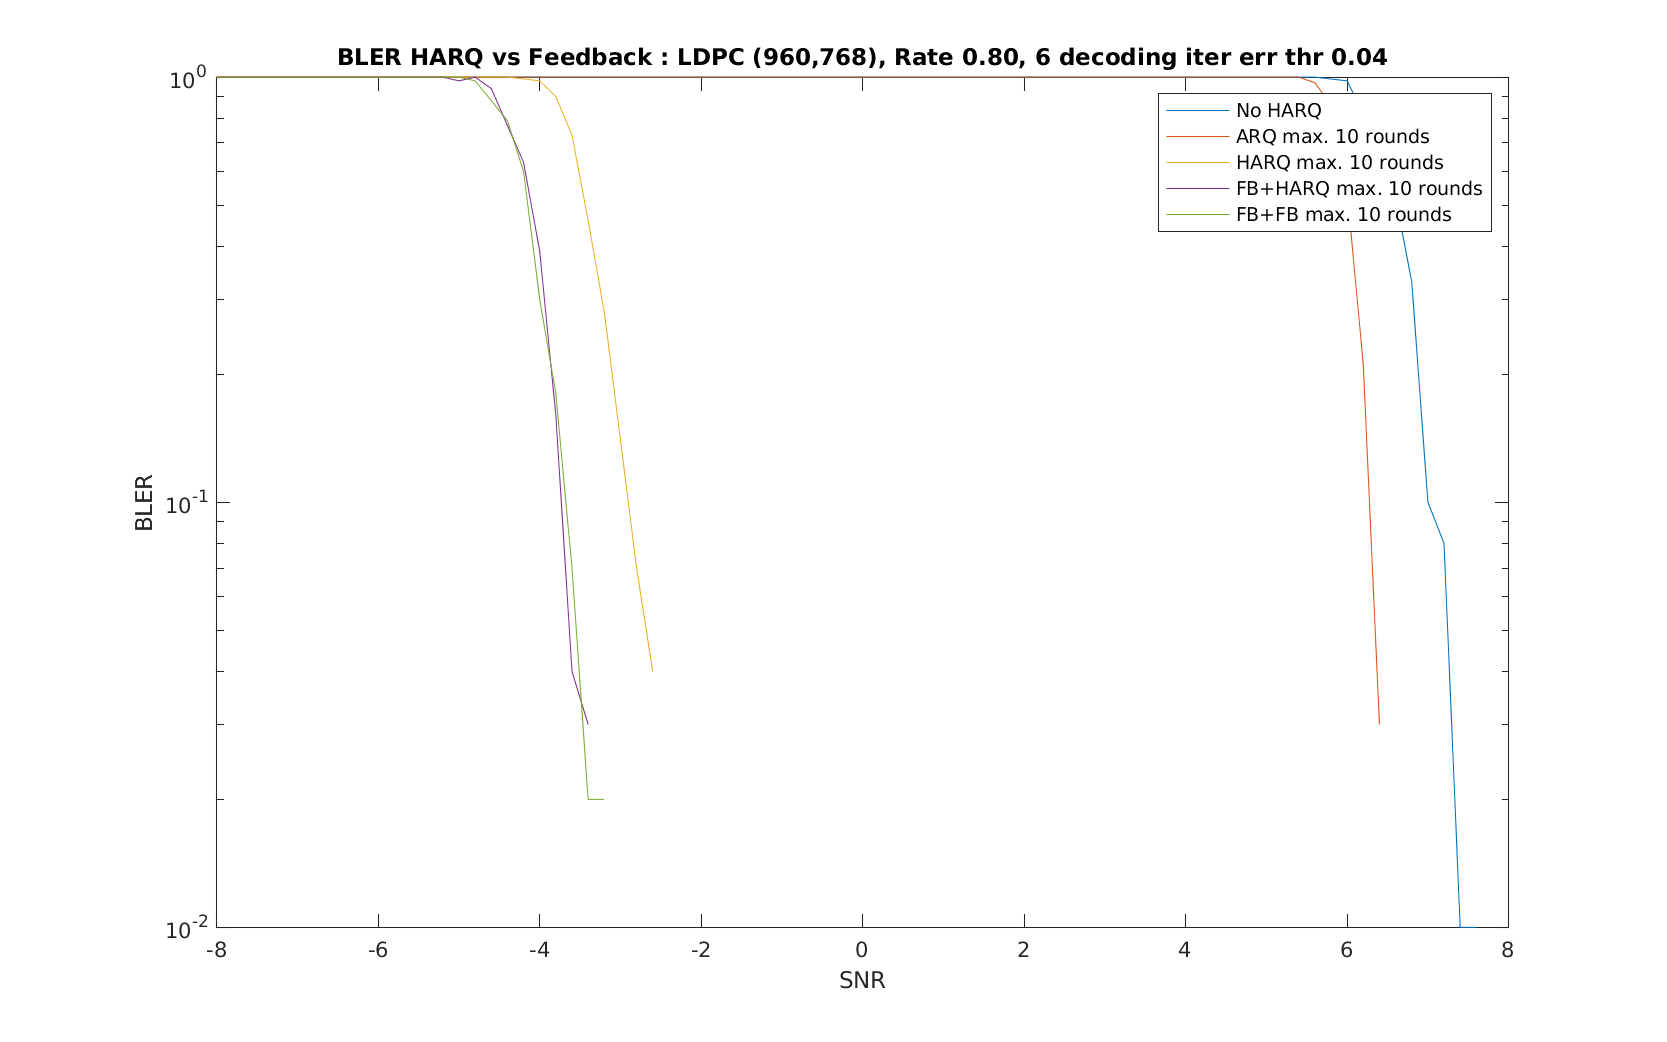 BLER HARQ vs Feedback : LDPC (960,768), Rate 0.80, 6 decoding iter err thr 0.04
No HARQ
ARQ max. 10 rounds
HARQ max. 10 rounds
FB+HARQ max. 10 rounds
FB+FB max. 10 rounds
BLER
10^0
10^-1
10^-2
-8 -6 -4 -2 0 2 4 6 8
SNR